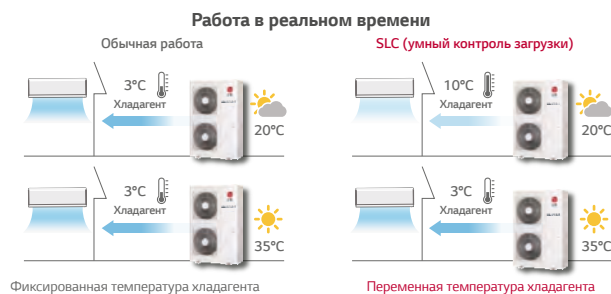 Работа в реальном времени
Обычная работа
SLC (умный контроль загрузки)
3°C
Хладагент
20°C
10°C
Хладагент
20°C
3°C
Хладагент
35°C
3°C
Хладагент
35°C
Фиксированная температура хладагента
Переменная температура хладагента